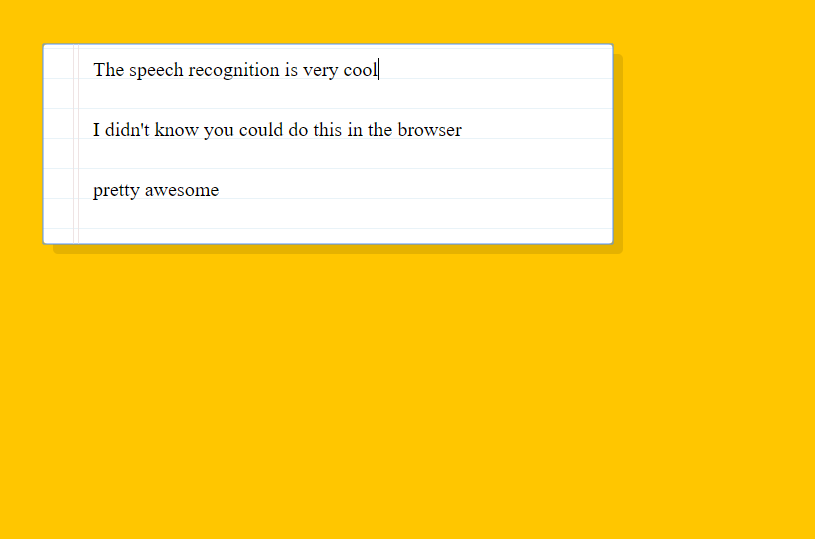 The speech recognition is very cool
I didn't know you could do this in the browser
pretty awesome